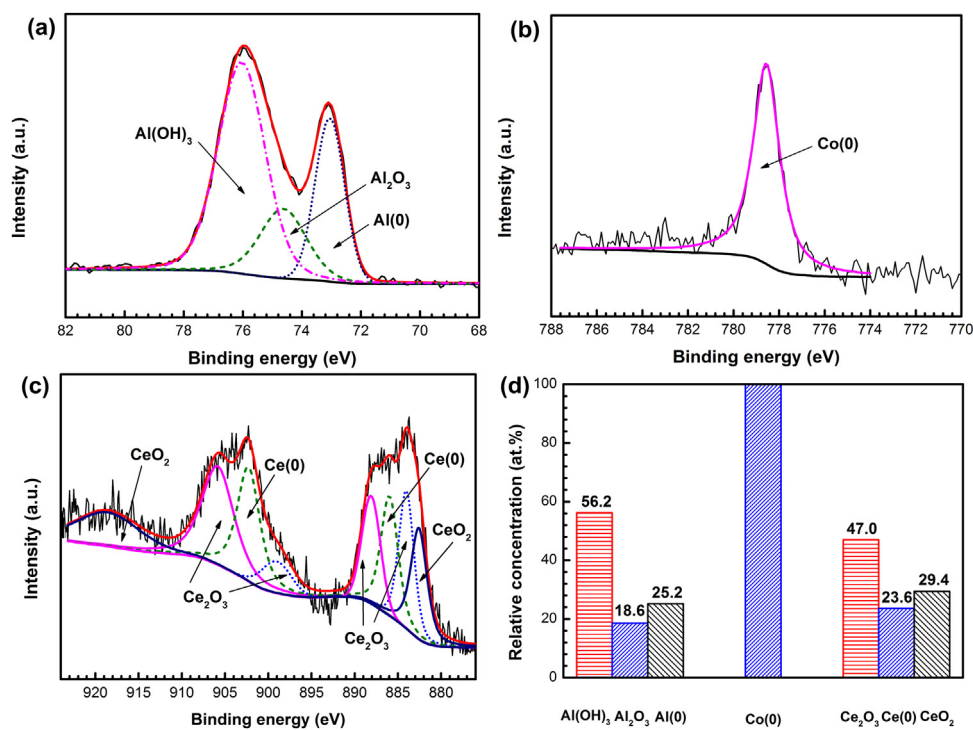 (a)
Intensity (a.u.)
Al(OH)₃
Al₂O₃
Al(0)
82 80 78 76 74 72 70 68
Binding energy (eV)
(b)
Intensity (a.u.)
Co(0)
788 786 784 782 780 778 776 774 772 770
Binding energy (eV)
(c)
Intensity (a.u.)
CeO₂
Ce(0)
Ce₂O₃
Ce(0)
CeO₂
Ce₂O₃
920 915 910 905 900 895 890 885 880
Binding energy (eV)
(d)
Relative concentration (at.%)
100
80
60
40
20
0
56.2
18.6
25.2
47.0
23.6
29.4
Al(OH)₃ Al₂O₃ Al(0) Co(0) Ce₂O₃ Ce(0) CeO₂